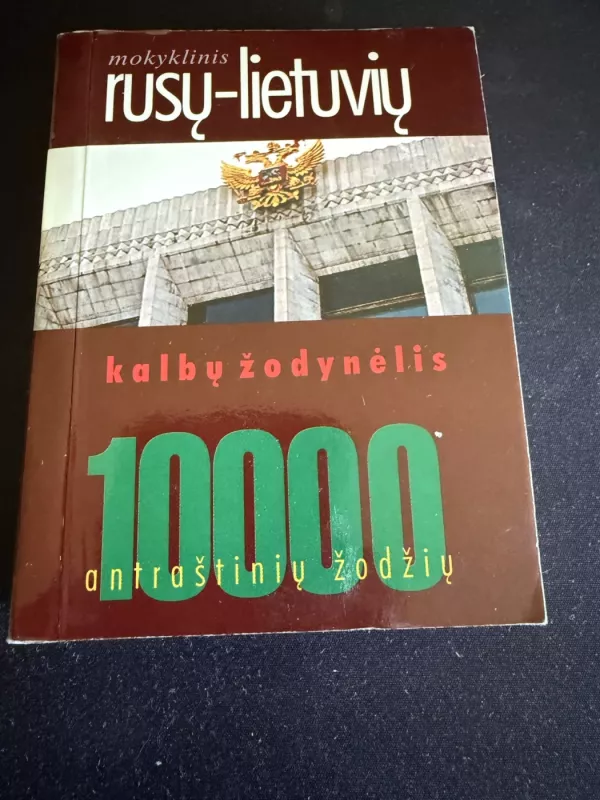 mokyklinis
rusų-lietuvių
kalbų žodynėlis
10000
antraštinių žodžių